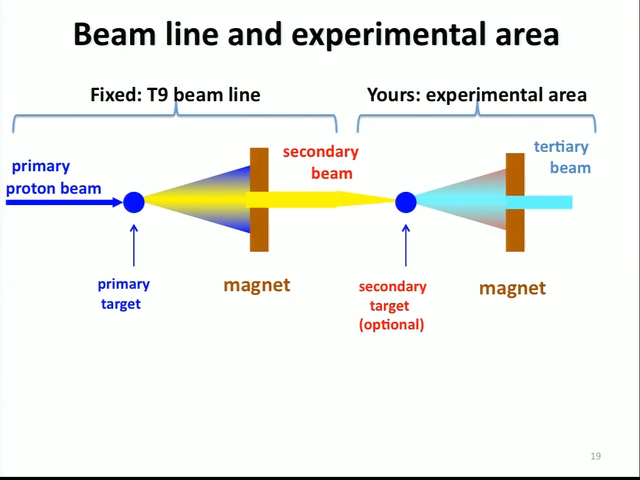 Beam line and experimental area
Fixed: T9 beam line
Yours: experimental area
primary
proton beam
secondary
beam
tertiary
beam
primary
target
magnet
secondary
target
(optional)
magnet
19